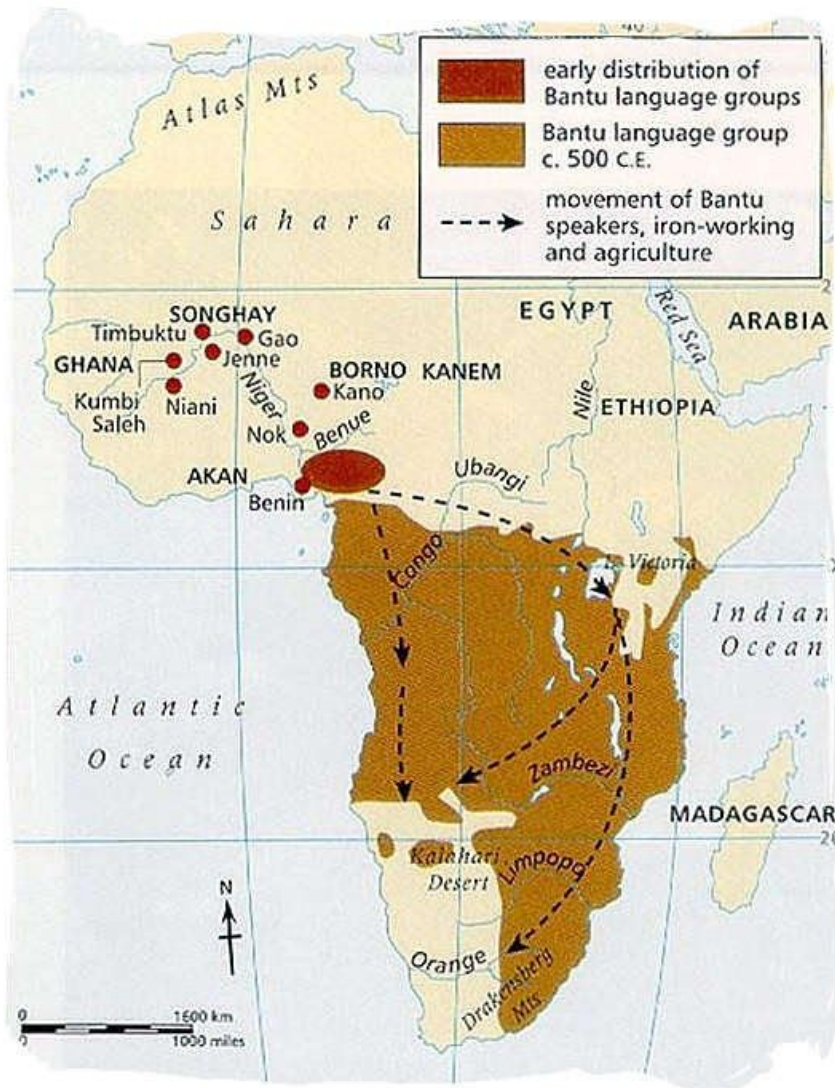 early distribution of
Bantu language groups
Bantu language group
c. 500 C.E.
movement of Bantu
speakers, iron-working
and agriculture
Atlas Mts
Sahara
EGYPT
Red Sea
ARABIA
SONGHAY
Timbuktu
Gao
Jenne
GHANA
BORNO KANEM
Kano
Kumbi
Saleh
Niani
Niger
Nile
ETHIOPIA
Nok
Benue
AKAN
Benin
Ubangi
Congo
L. Victoria
Indian
Ocean
Atlantic
Ocean
Zambezi
MADAGASCAR
Kalahari
Desert
Limpopo
N
Orange
Drakensberg
Mts
0 1600 km
0 1000 miles